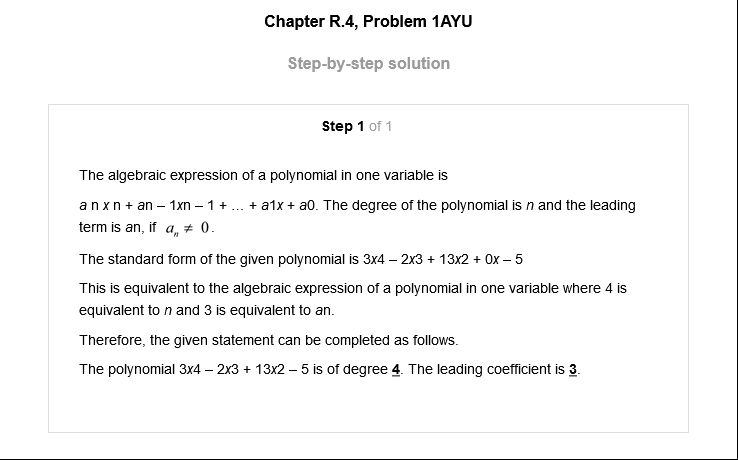 Chapter R.4, Problem 1AYU
Step-by-step solution
Step 1 of 1
The algebraic expression of a polynomial in one variable is
a n x n + an – 1xn – 1 + … + a1x + a0. The degree of the polynomial is n and the leading
term is an, if aₙ ≠ 0.
The standard form of the given polynomial is 3x4 – 2x3 + 13x2 + 0x – 5
This is equivalent to the algebraic expression of a polynomial in one variable where 4 is
equivalent to n and 3 is equivalent to an.
Therefore, the given statement can be completed as follows.
The polynomial 3x4 – 2x3 + 13x2 – 5 is of degree 4. The leading coefficient is 3.